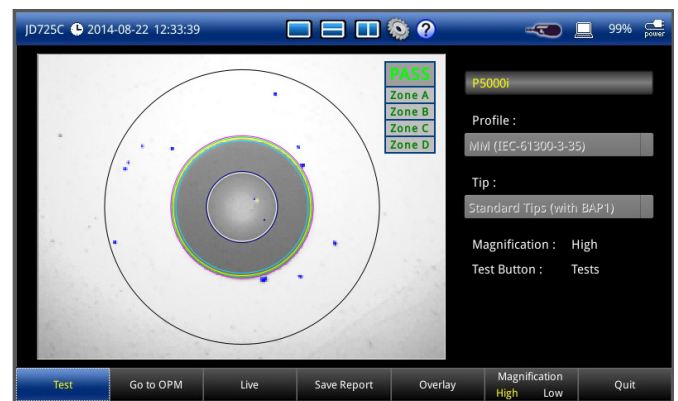 JD725C 2014-08-22 12:33:39 99% power
PASS
Zone A
Zone B
Zone C
Zone D
P5000i
Profile :
MM (IEC-61300-3-35)
Tip :
Standard Tips (with BAP1)
Magnification : High
Test Button : Tests
Test Go to OPM Live Save Report Overlay Magnification Quit
High Low